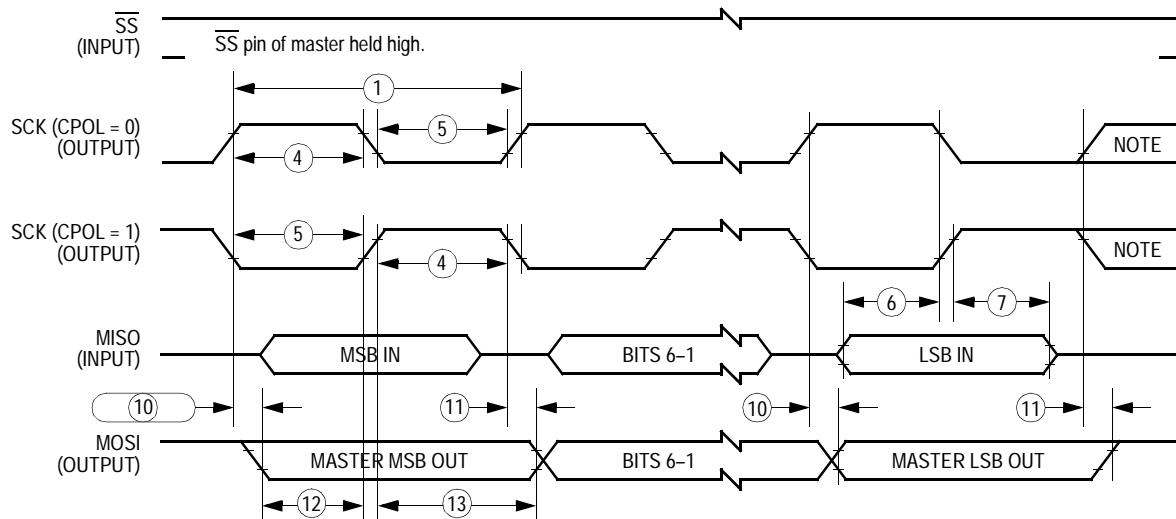 SS
(INPUT)
SS pin of master held high.
1
SCK (CPOL = 0)
(OUTPUT)
5
4
NOTE
SCK (CPOL = 1)
(OUTPUT)
5
4
NOTE
6
7
MISO
(INPUT)
MSB IN
BITS 6–1
LSB IN
10
11
10
11
MOSI
(OUTPUT)
MASTER MSB OUT
BITS 6–1
MASTER LSB OUT
12
13